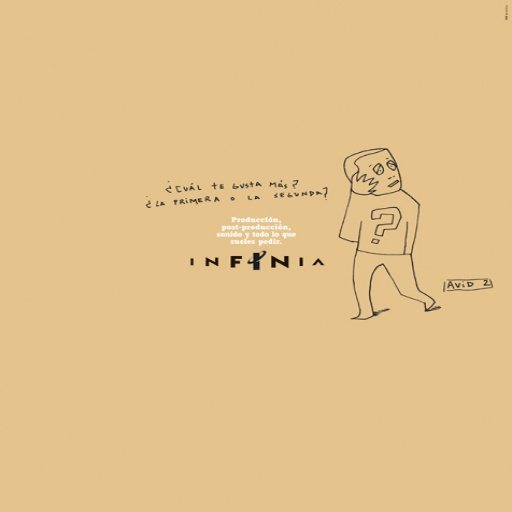 ¿CUÁL TE GUSTA MÁS?
¿LA PRIMERA O LA SEGUNDA?
Producción,
post-producción,
sonido y todo lo que
sueles pedir.
INFINIA
?
AVID 2